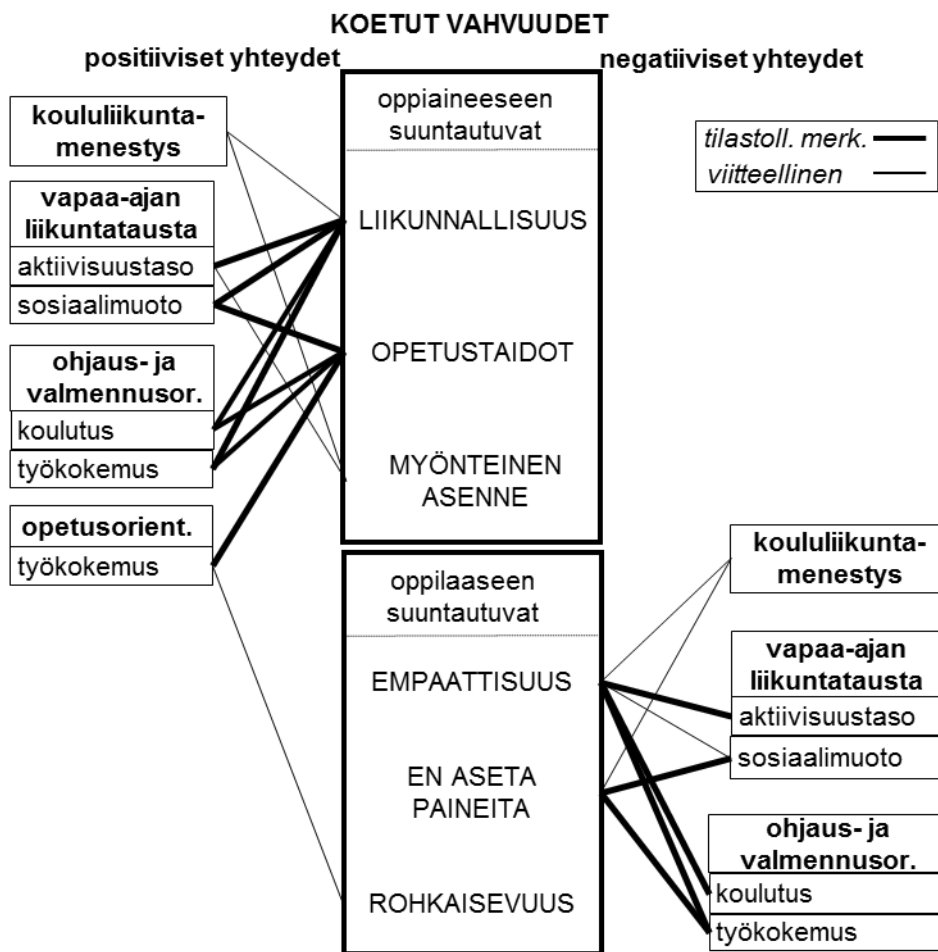 KOETUT VAHVUUDET
positiiviset yhteydet
negatiiviset yhteydet
koululiikunta-
menestys
vapaa-ajan
liikuntatausta
aktiivisuustaso
sosiaalimuoto
ohjaus- ja
valmennusor.
koulutus
työkokemus
opetusorient.
työkokemus
oppiaineeseen
suuntautuvat
LIIKUNNALLISUUS
OPETUSTAIDOT
MYÖNTEINEN
ASENNE
oppilaaseen
suuntautuvat
EMPAATTISUUS
EN ASETA
PAINEITA
ROHKAISEVUUS
tilastoll. merk.
viitteellinen
koululiikunta-
menestys
vapaa-ajan
liikuntatausta
aktiivisuustaso
sosiaalimuoto
ohjaus- ja
valmennusor.
koulutus
työkokemus